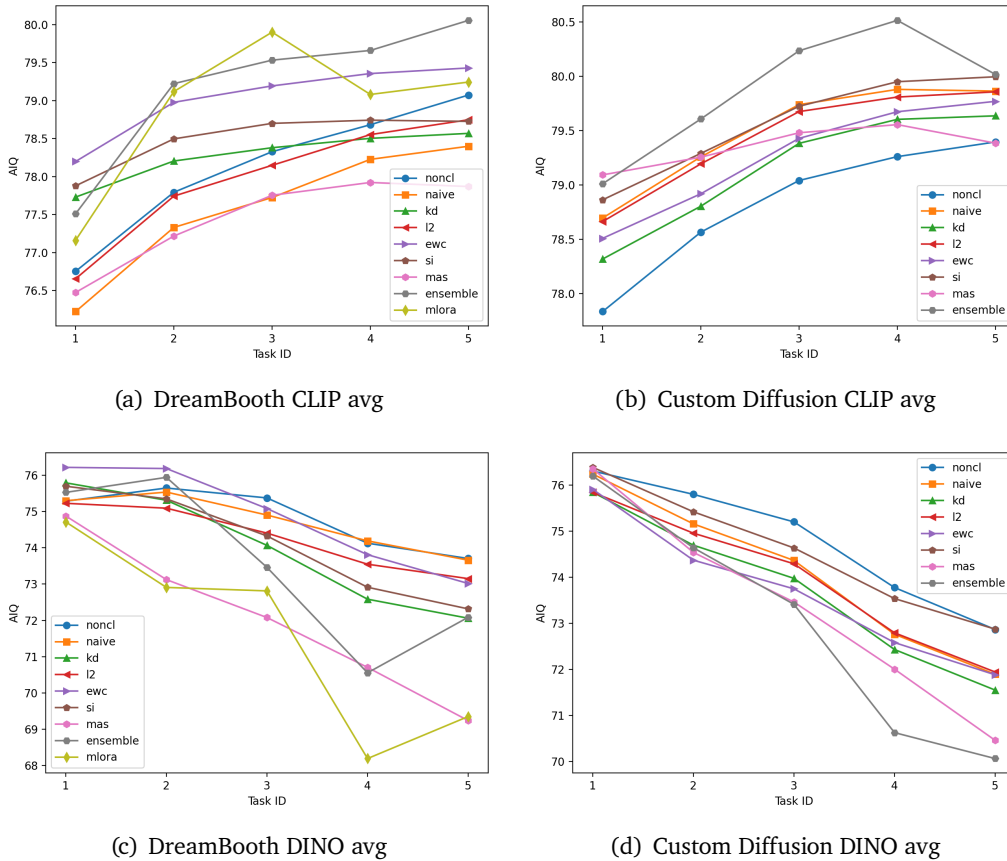 80.0
79.5
79.0
78.5
78.0
77.5
77.0
76.5
AIQ
1 2 3 4 5
Task ID
noncl
naive
kd
l2
ewc
si
mas
ensemble
mlora
(a) DreamBooth CLIP avg
80.5
80.0
79.5
79.0
78.5
78.0
AIQ
1 2 3 4 5
Task ID
noncl
naive
kd
l2
ewc
si
mas
ensemble
(b) Custom Diffusion CLIP avg
76
75
74
73
72
71
70
69
68
AIQ
1 2 3 4 5
Task ID
noncl
naive
kd
l2
ewc
si
mas
ensemble
mlora
(c) DreamBooth DINO avg
76
75
74
73
72
71
70
AIQ
1 2 3 4 5
Task ID
noncl
naive
kd
l2
ewc
si
mas
ensemble
(d) Custom Diffusion DINO avg